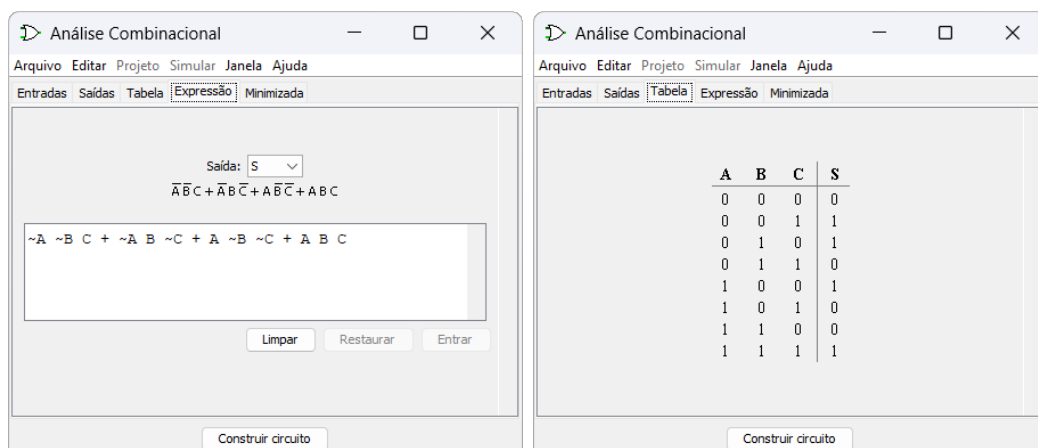 Análise Combinacional
Arquivo Editar Projeto Simular Janela Ajuda
Entradas Saídas Tabela Expressão Minimizada
Saída: S
A̅ B̅ C + A̅ B C̅ + A B̅ C̅ + A B C
~A ~B C + ~A B ~C + A ~B ~C + A B C
Limpar Restaurar Entrar
Construir circuito
Análise Combinacional
Arquivo Editar Projeto Simular Janela Ajuda
Entradas Saídas Tabela Expressão Minimizada
A B C S
0 0 0 0
0 0 1 1
0 1 0 1
0 1 1 0
1 0 0 1
1 0 1 0
1 1 0 0
1 1 1 1
Construir circuito